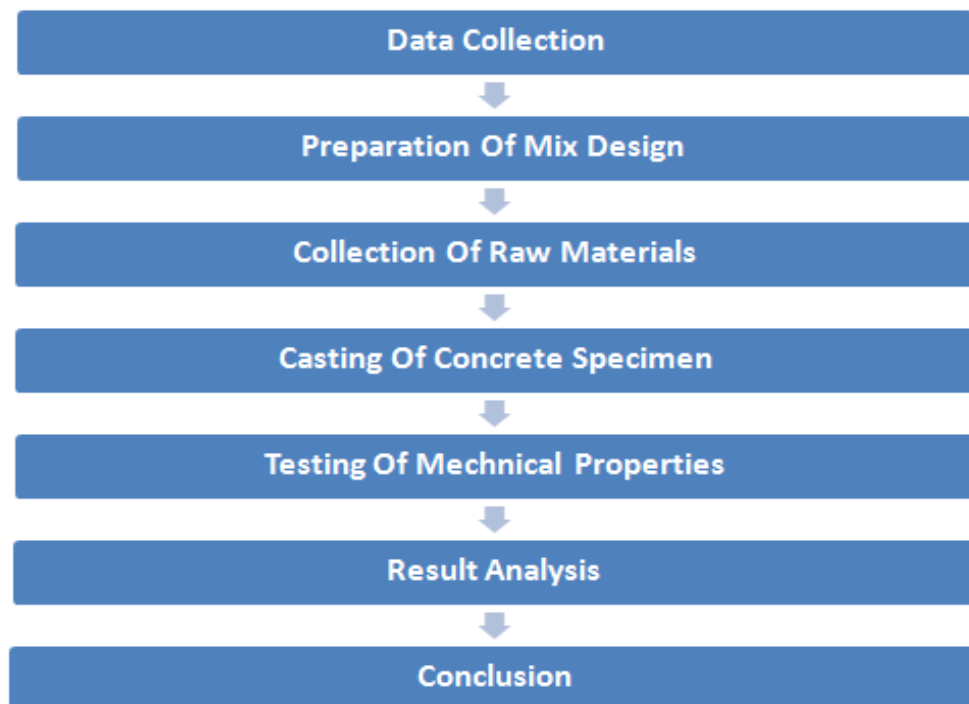 Data Collection
Preparation Of Mix Design
Collection Of Raw Materials
Casting Of Concrete Specimen
Testing Of Mechnical Properties
Result Analysis
Conclusion